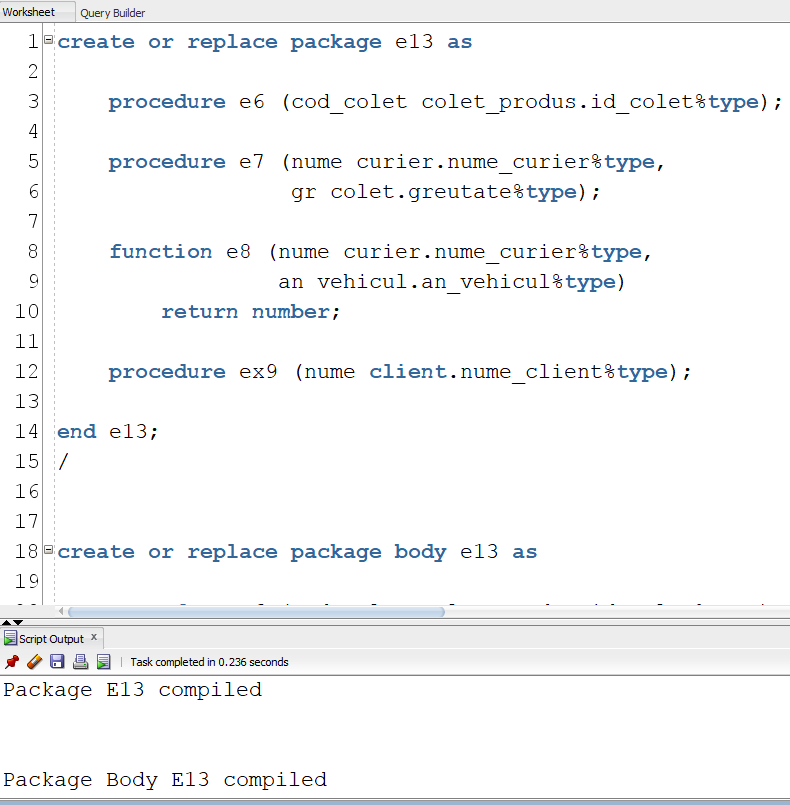 Worksheet Query Builder
1 create or replace package e13 as
2
3 procedure e6 (cod_colet colet_produs.id_colet%type);
4
5 procedure e7 (nume curier.nume_curier%type,
6 gr colet.greutate%type);
7
8 function e8 (nume curier.nume_curier%type,
9 an vehicul.an_vehicul%type)
10 return number;
11
12 procedure ex9 (nume client.nume_client%type);
13
14 end e13;
15 /
16
17
18 create or replace package body e13 as
19
Script Output x
Task completed in 0.236 seconds
Package E13 compiled
Package Body E13 compiled